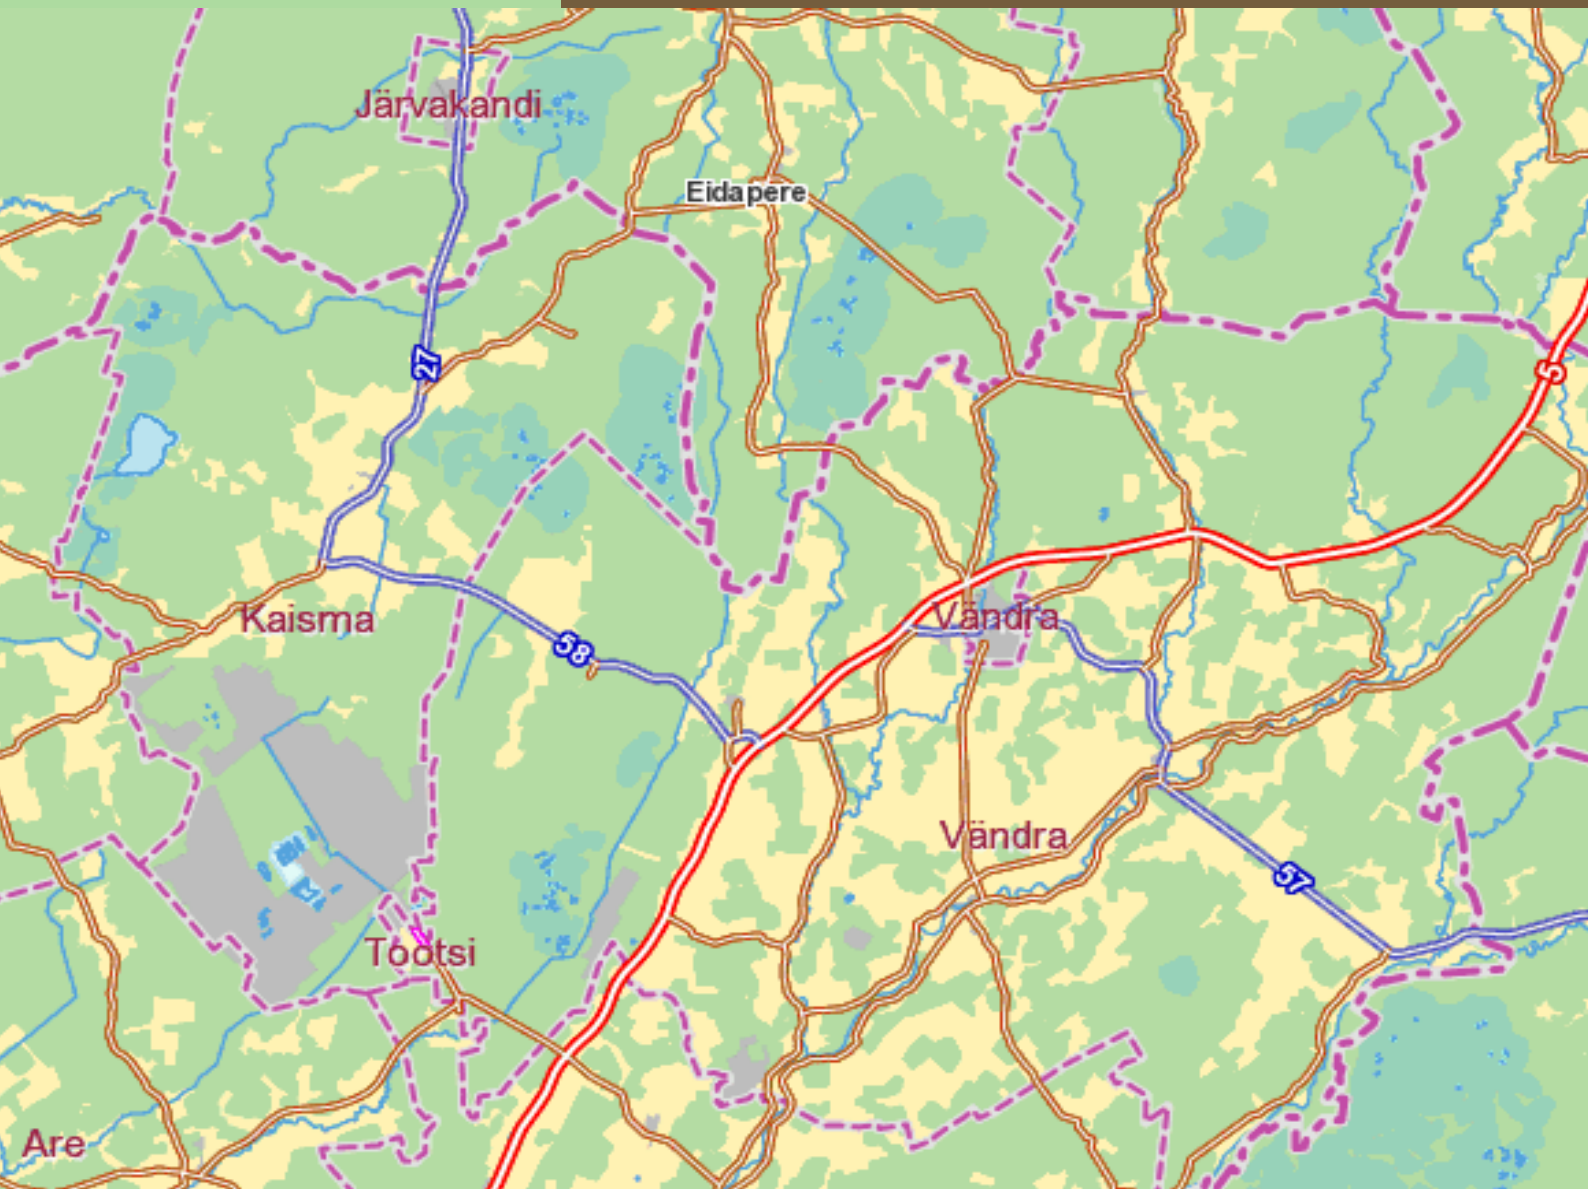 Järvakandi
Eidapere
27
5
Kaisma
Vändra
58
Vändra
57
Tootsi
Are